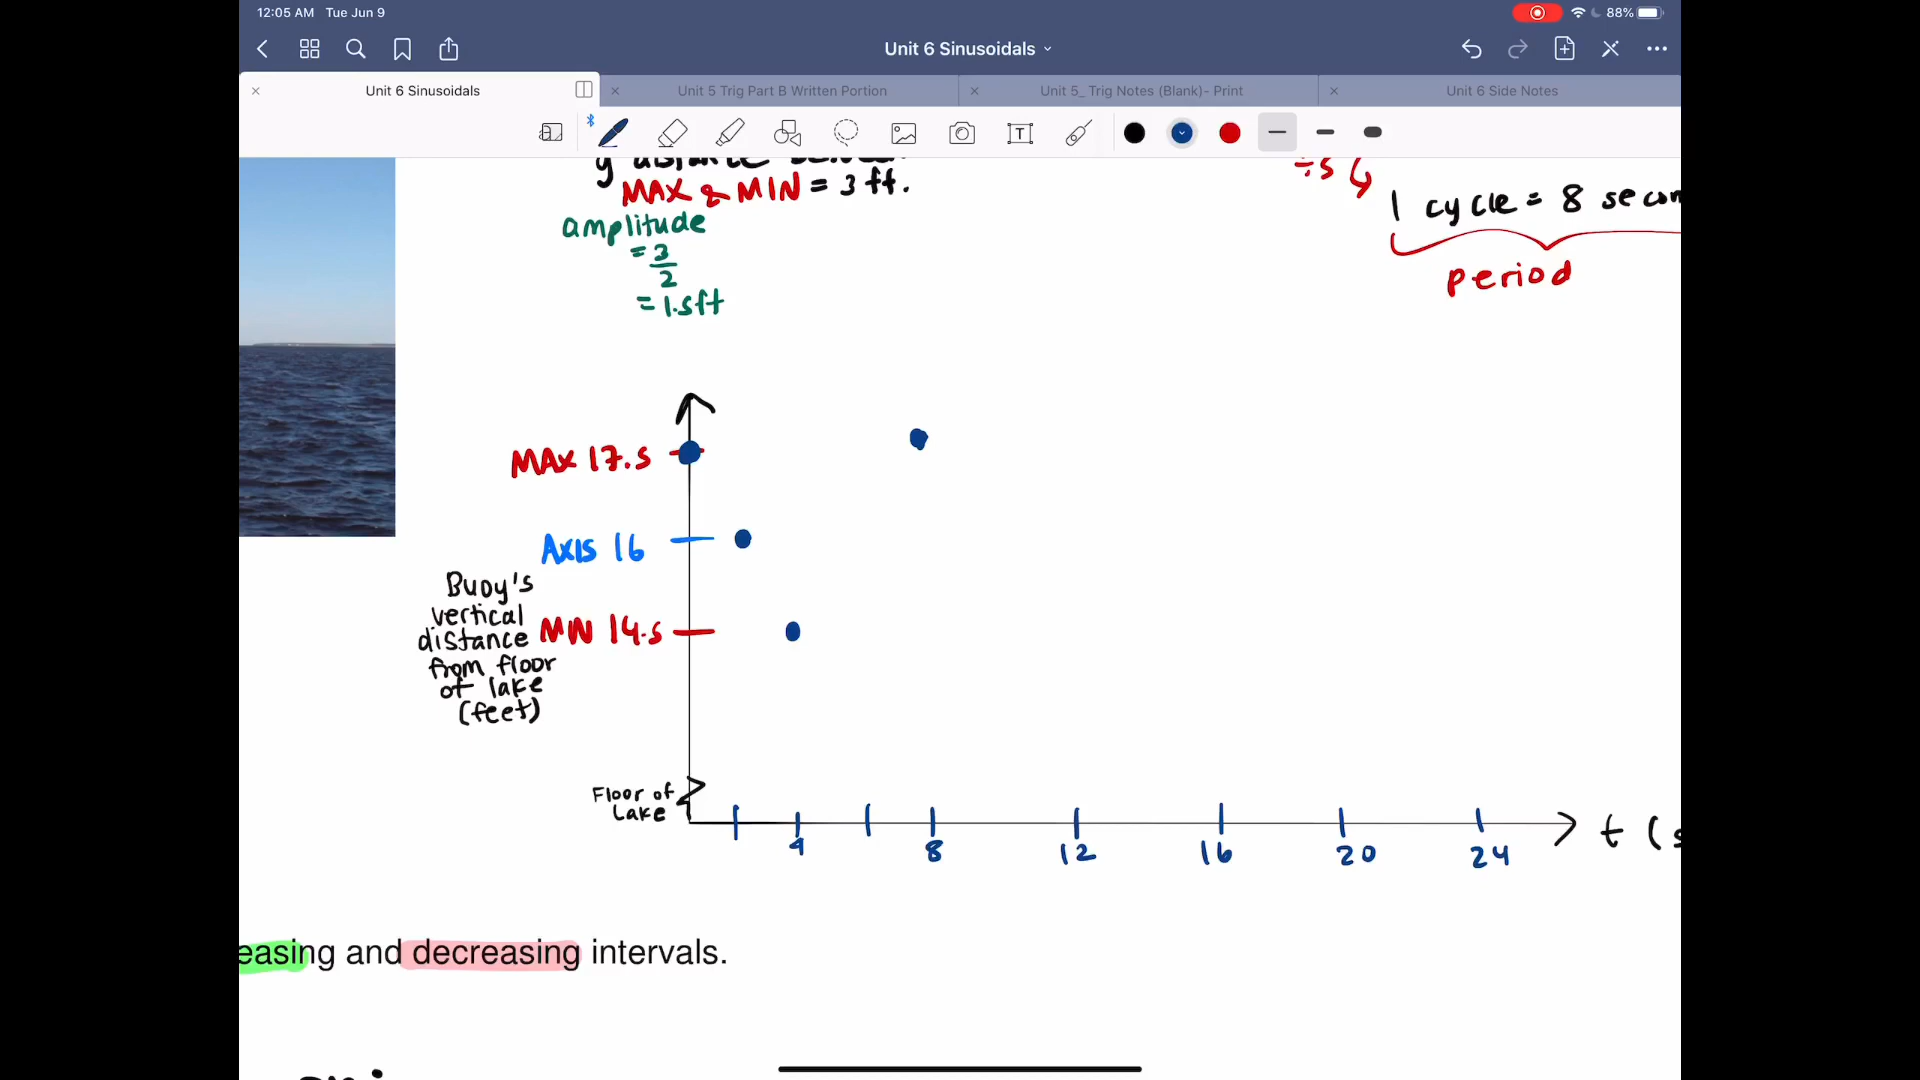 12:05 AM Tue Jun 9
88%
Unit 6 Sinusoidals
Unit 6 Sinusoidals
Unit 5 Trig Part B Written Portion
Unit 5_ Trig Notes (Blank)- Print
Unit 6 Side Notes
T
y distance
MAX & MIN = 3 ft.
amplitude
= 3
2
= 1.5ft
÷5
1 cycle = 8 secon
period
MAX 17.5
AXIS 16
MIN 14.5
Buoy's
vertical
distance
from floor
of lake
(feet)
Floor of
Lake
4
8
12
16
20
24
t (s
easing and decreasing intervals.